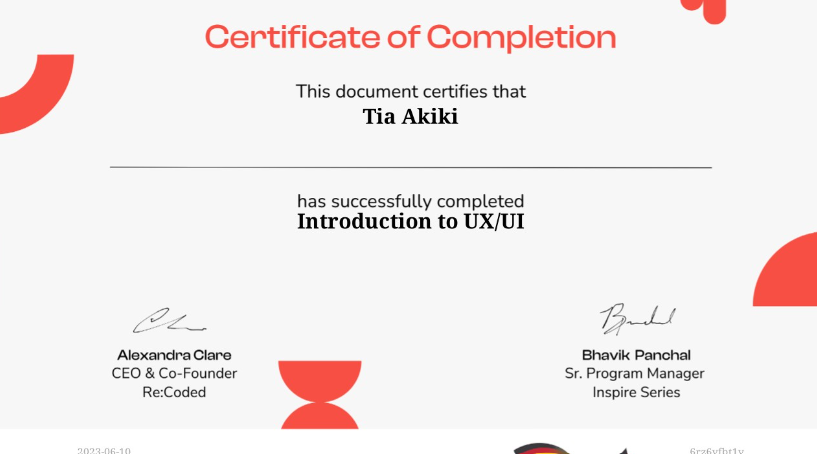 Certificate of Completion
This document certifies that
Tia Akiki
has successfully completed
Introduction to UX/UI
Alexandra Clare
CEO & Co-Founder
Re:Coded
Bhavik Panchal
Sr. Program Manager
Inspire Series
2023-06-10